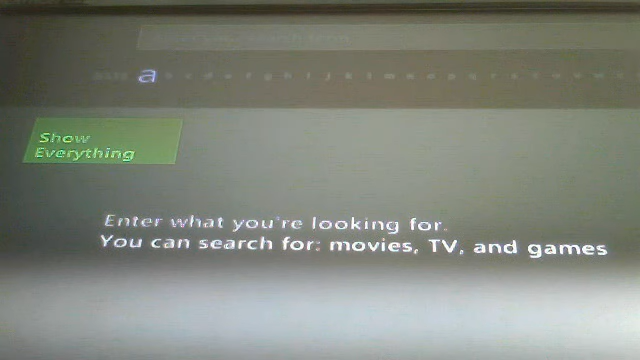 a b c d e f g h i j k l m n o p q r s t u v w
Show
Everything
Enter what you're looking for.
You can search for: movies, TV, and games